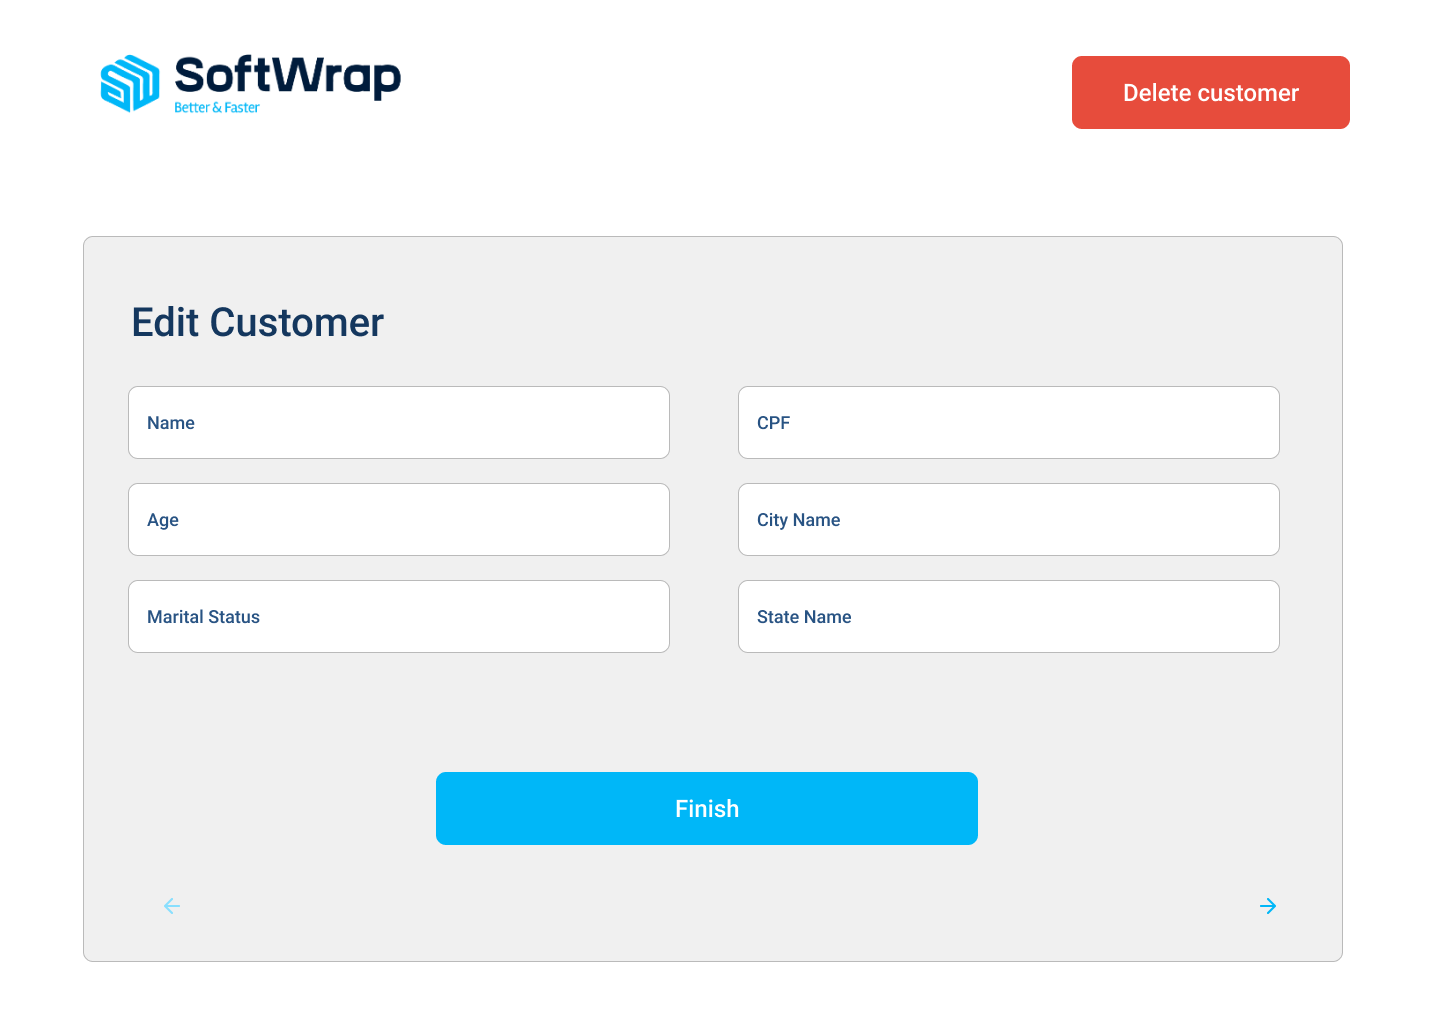 SoftWrap
Better & Faster
Delete customer
Edit Customer
Name
CPF
Age
City Name
Marital Status
State Name
Finish